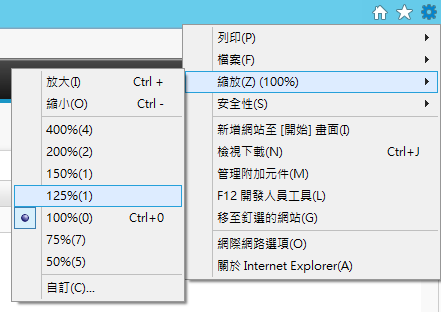 列印(P)
檔案(F)
縮放(Z) (100%)
安全性(S)
新增網站至 [開始] 畫面(I)
檢視下載(N) Ctrl+J
管理附加元件(M)
F12 開發人員工具(L)
移至釘選的網站(G)
網際網路選項(O)
關於 Internet Explorer(A)
放大(I) Ctrl +
縮小(O) Ctrl -
400%(4)
200%(2)
150%(1)
125%(1)
100%(0) Ctrl+0
75%(7)
50%(5)
自訂(C)...